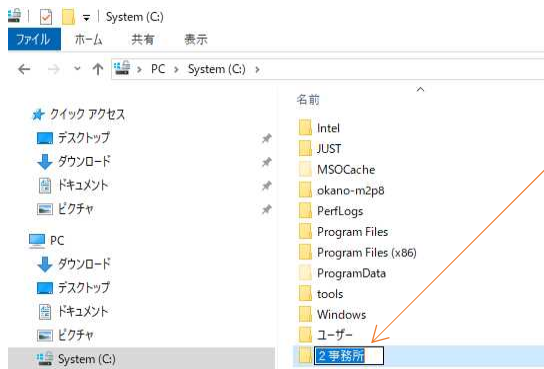 System (C:)
ファイル ホーム 共有 表示
PC › System (C:) ›
クイック アクセス
デスクトップ
ダウンロード
ドキュメント
ピクチャ
PC
ダウンロード
デスクトップ
ドキュメント
ピクチャ
System (C:)
名前
Intel
JUST
MSOCache
okano-m2p8
PerfLogs
Program Files
Program Files (x86)
ProgramData
tools
Windows
ユーザー
２事務所